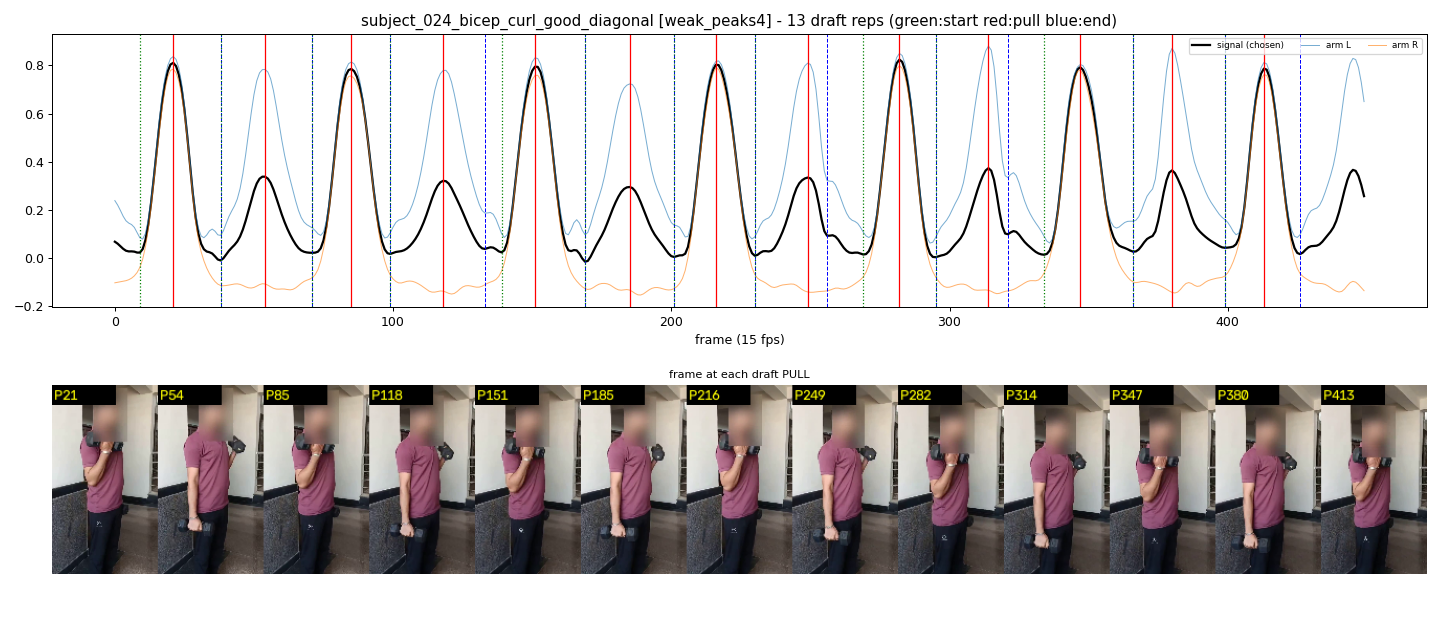 subject_024_bicep_curl_good_diagonal [weak_peaks4] - 13 draft reps (green:start red:pull blue:end)
signal (chosen) arm L arm R
0.8
0.6
0.4
0.2
0.0
−0.2
0 100 200 300 400
frame (15 fps)
frame at each draft PULL
P21 P54 P85 P118 P151 P185 P216 P249 P282 P314 P347 P380 P413